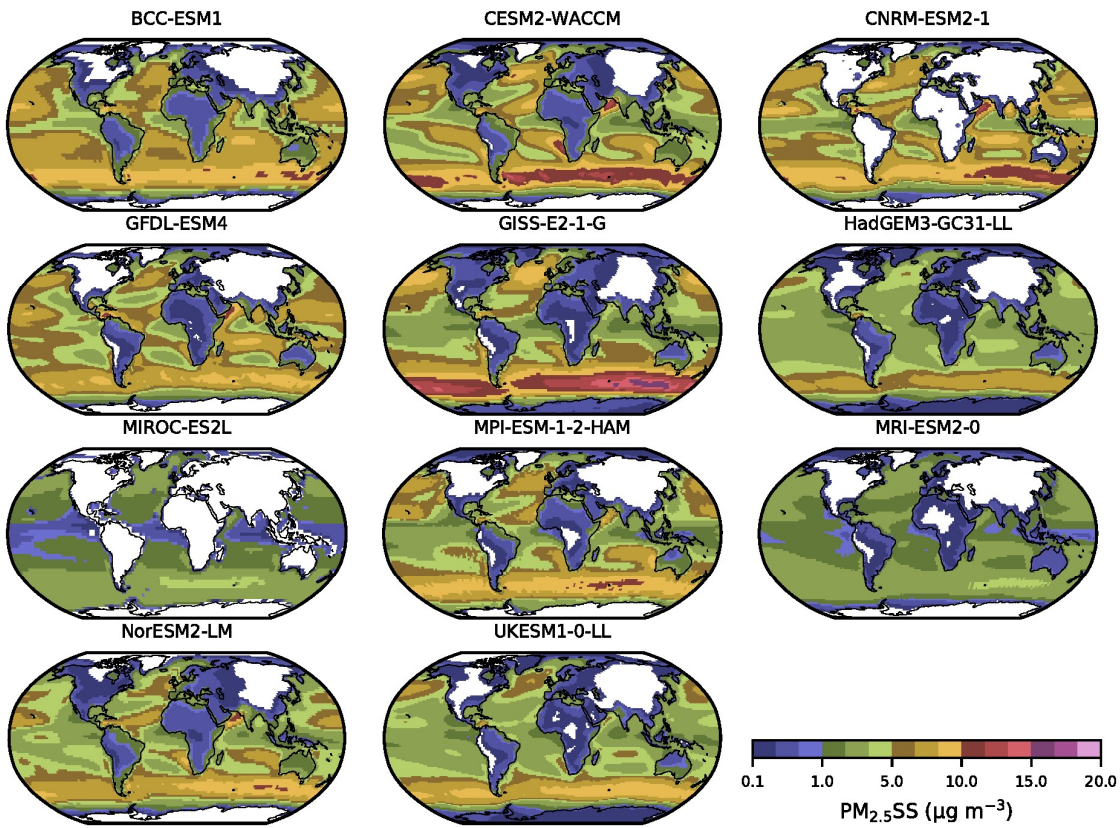 BCC-ESM1 CESM2-WACCM CNRM-ESM2-1
GFDL-ESM4 GISS-E2-1-G HadGEM3-GC31-LL
MIROC-ES2L MPI-ESM-1-2-HAM MRI-ESM2-0
NorESM2-LM UKESM1-0-LL
0.1 1.0 5.0 10.0 15.0 20.0
PM₂.₅SS (μg m⁻³)